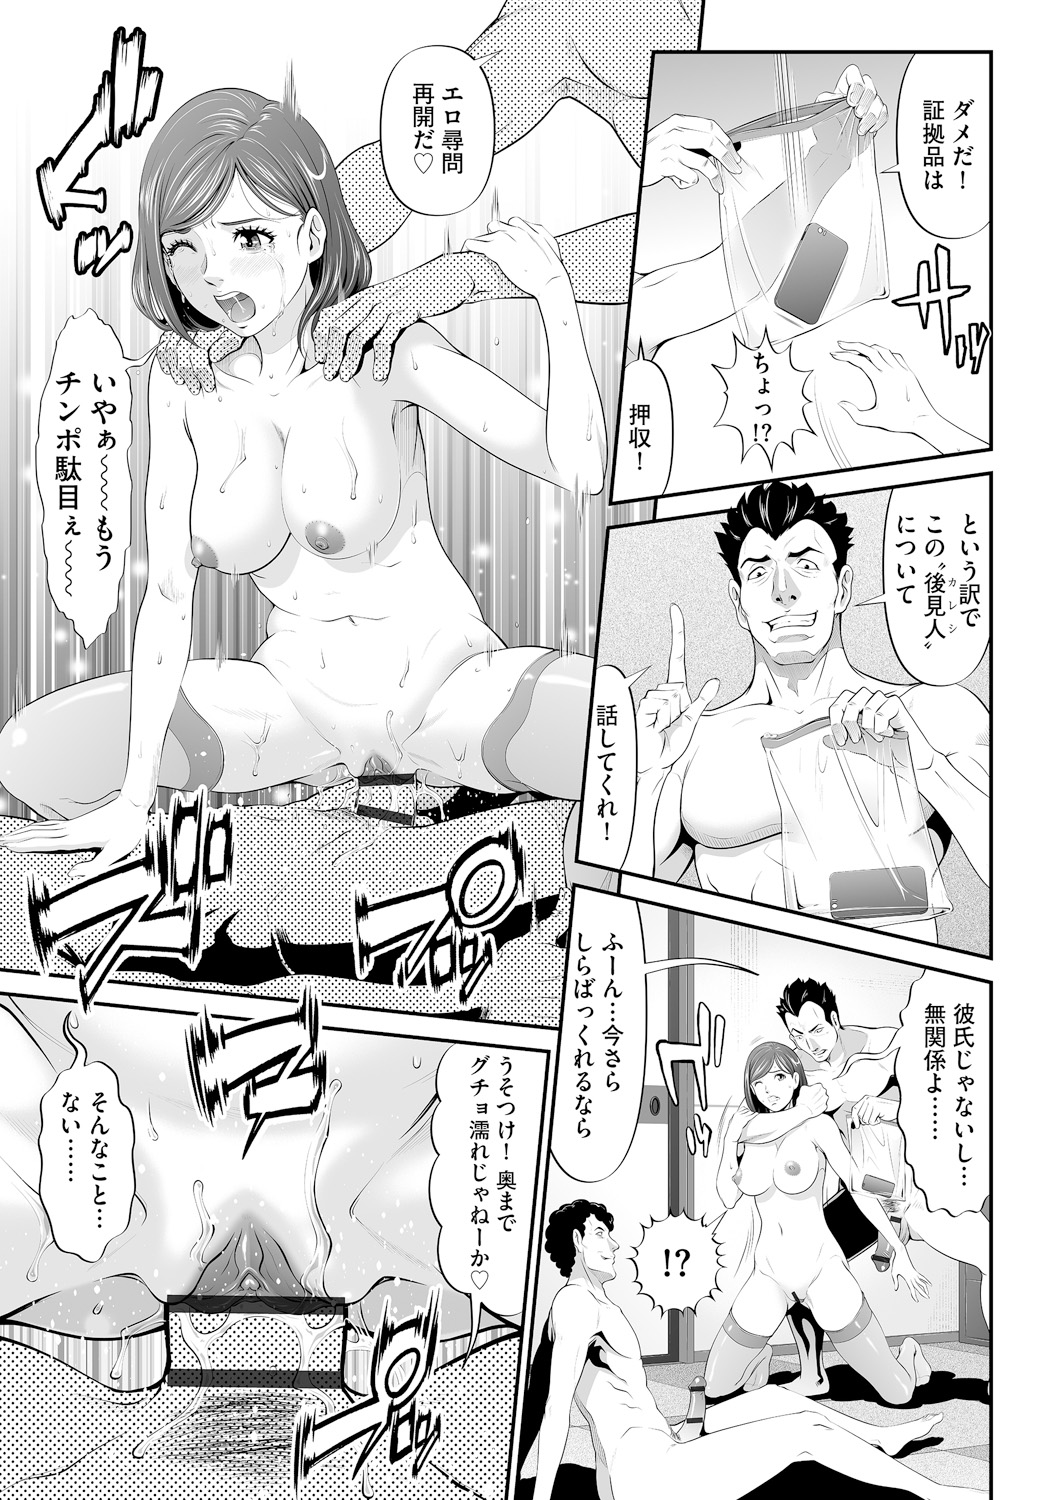 ダメだ！
証拠品は
ガバッ
ちょっ!?
押収！
という訳で
この〝後見人〟
カレシ
について
話してくれ！
彼氏じゃないし…
無関係よ……
ふーん…今さら
しらばっくれるなら
!?
エロ尋問
再開だ♡
いやぁ～～もう
チンポ駄目ぇ～～
うそつけ！奥まで
グチョ濡れじゃねーか♡
そんなこと…
ない……